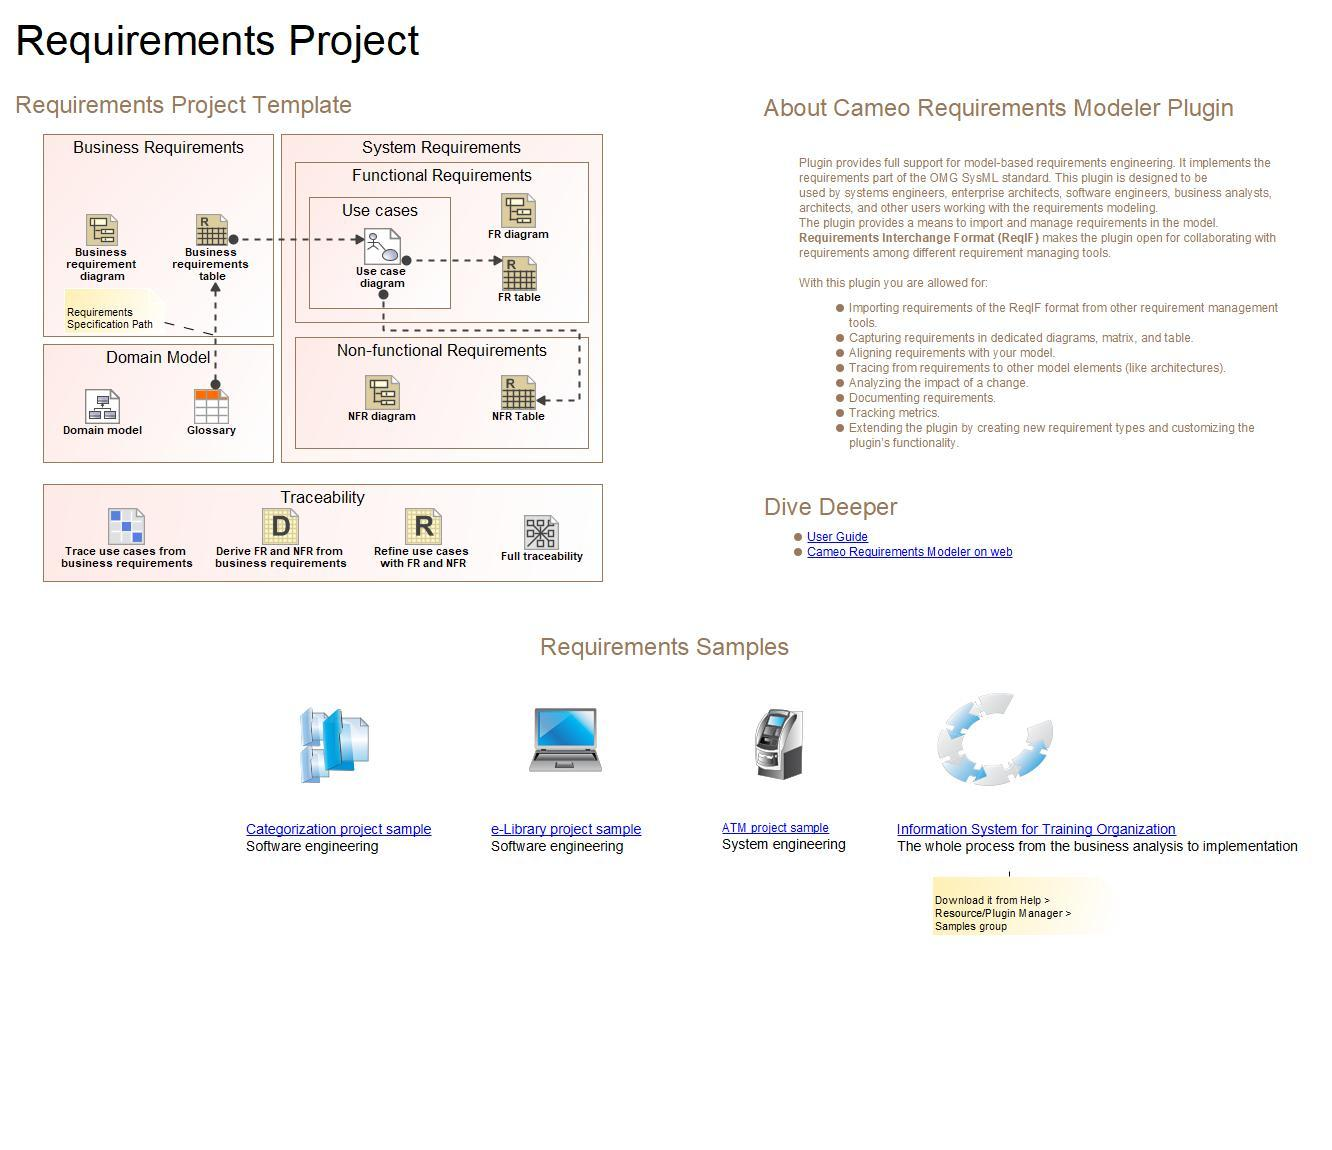 Requirements Project
Requirements Project Template
Business Requirements
Business
requirement
diagram
R
Business
requirements
table
Requirements
Specification Path
Domain Model
Domain model
Glossary
System Requirements
Functional Requirements
Use cases
Use case
diagram
FR diagram
R
FR table
Non-functional Requirements
NFR diagram
R
NFR Table
Traceability
Trace use cases from
business requirements
D
Derive FR and NFR from
business requirements
R
Refine use cases
with FR and NFR
Full traceability
About Cameo Requirements Modeler Plugin
Plugin provides full support for model-based requirements engineering. It implements the
requirements part of the OMG SysML standard. This plugin is designed to be
used by systems engineers, enterprise architects, software engineers, business analysts,
architects, and other users working with the requirements modeling.
The plugin provides a means to import and manage requirements in the model.
Requirements Interchange Format (ReqIF) makes the plugin open for collaborating with
requirements among different requirement managing tools.
With this plugin you are allowed for:
Importing requirements of the ReqIF format from other requirement management
tools.
Capturing requirements in dedicated diagrams, matrix, and table.
Aligning requirements with your model.
Tracing from requirements to other model elements (like architectures).
Analyzing the impact of a change.
Documenting requirements.
Tracking metrics.
Extending the plugin by creating new requirement types and customizing the
plugin's functionality.
Dive Deeper
User Guide
Cameo Requirements Modeler on web
Requirements Samples
Categorization project sample
Software engineering
e-Library project sample
Software engineering
ATM project sample
System engineering
Information System for Training Organization
The whole process from the business analysis to implementation
Download it from Help >
Resource/Plugin Manager >
Samples group